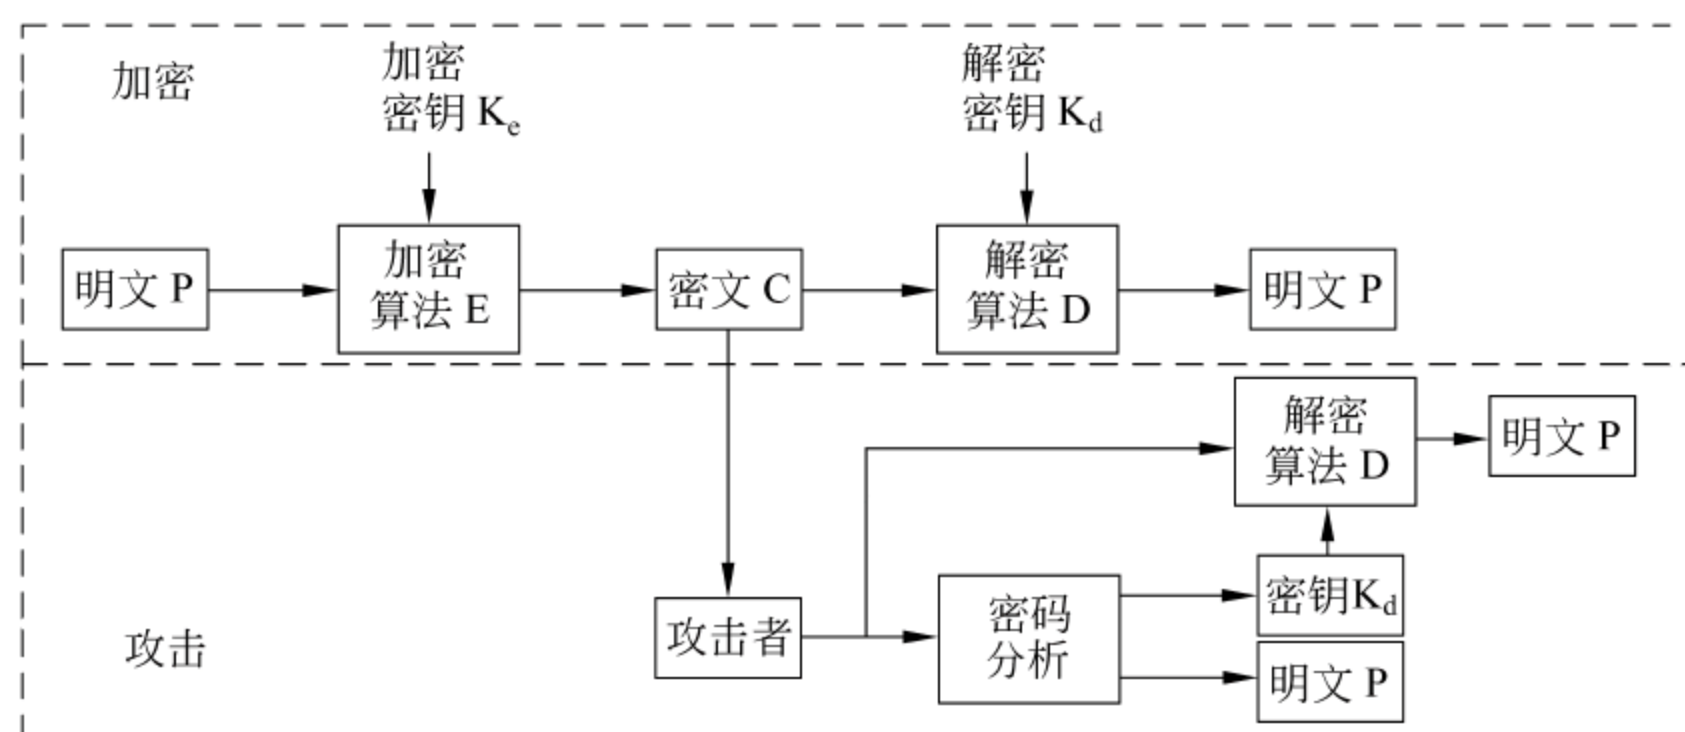 加密
加密
密钥 Ke
解密
密钥 Kd
明文 P
加密
算法 E
密文 C
解密
算法 D
明文 P
解密
算法 D
明文 P
攻击
攻击者
密码
分析
密钥Kd
明文 P